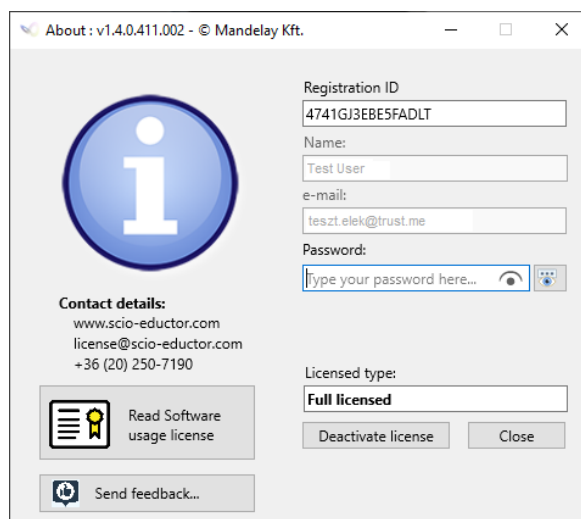 About : v1.4.0.411.002 - © Mandelay Kft.
Registration ID
4741GJ3EBE5FADLT
Name:
Test User
e-mail:
teszt.elek@trust.me
Password:
Type your password here...
Contact details:
www.scio-eductor.com
license@scio-eductor.com
+36 (20) 250-7190
Licensed type:
Full licensed
Read Software
usage license
Deactivate license
Close
Send feedback...